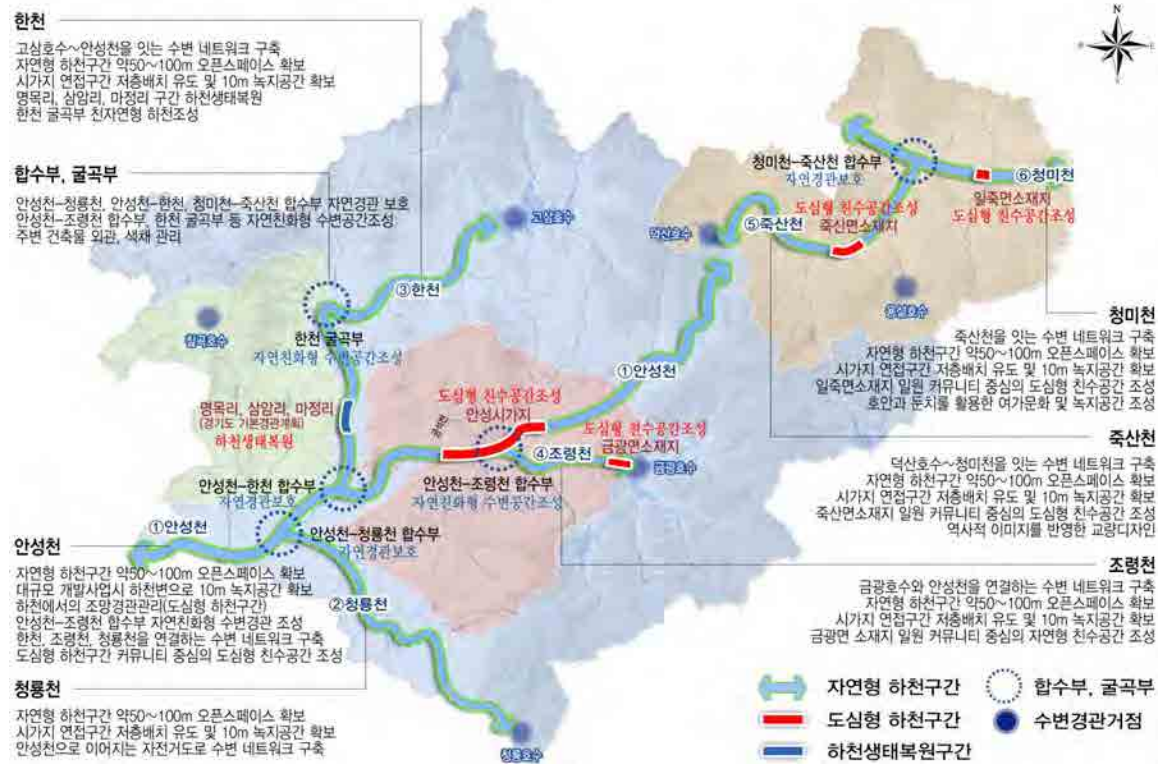 한천
고삼호수~안성천을 잇는 수변 네트워크 구축
자연형 하천구간 약50~100m 오픈스페이스 확보
시가지 연접구간 저층배치 유도 및 10m 녹지공간 확보
명목리, 삼암리, 마정리 구간 하천생태복원
한천 굴곡부 친자연형 하천조성
합수부, 굴곡부
안성천-청룡천, 안성천-한천, 청미천-죽산천 합수부 자연경관 보호
안성천-조령천 합수부, 한천 굴곡부 등 자연친화형 수변공간조성
주변 건축물 외관, 색채 관리
N
청미천-죽산천 합수부
자연경관보호
⑥청미천
일죽면소재지
도심형 친수공간조성
도심형 친수공간조성
죽산면소재지
⑤죽산천
덕산호수
고삼호수
③한천
용설호수
칠곡호수
한천 굴곡부
자연친화형 수변공간조성
①안성천
명목리, 삼암리, 마정리
(경기도 기본경관계획)
하천생태복원
도심형 친수공간조성
안성시가지
도심형 친수공간조성
금광면소재지
④조령천
금광호수
안성천-한천 합수부
자연경관보호
안성천-조령천 합수부
자연친화형 수변공간조성
①안성천
안성천-청룡천 합수부
자연경관보호
②청룡천
청룡호수
청미천
죽산천을 잇는 수변 네트워크 구축
자연형 하천구간 약50~100m 오픈스페이스 확보
시가지 연접구간 저층배치 유도 및 10m 녹지공간 확보
일죽면소재지 일원 커뮤니티 중심의 도심형 친수공간 조성
호안과 둔치를 활용한 여가문화 및 녹지공간 조성
죽산천
덕산호수~청미천을 잇는 수변 네트워크 구축
자연형 하천구간 약50~100m 오픈스페이스 확보
시가지 연접구간 저층배치 유도 및 10m 녹지공간 확보
죽산면소재지 일원 커뮤니티 중심의 도심형 친수공간 조성
역사적 이미지를 반영한 교량디자인
조령천
금광호수와 안성천을 연결하는 수변 네트워크 구축
자연형 하천구간 약50~100m 오픈스페이스 확보
시가지 연접구간 저층배치 유도 및 10m 녹지공간 확보
금광면 소재지 일원 커뮤니티 중심의 자연형 친수공간 조성
안성천
자연형 하천구간 약50~100m 오픈스페이스 확보
대규모 개발사업시 하천변으로 10m 녹지공간 확보
하천에서의 조망경관관리(도심형 하천구간)
안성천-조령천 합수부 자연친화형 수변경관 조성
한천, 조령천, 청룡천을 연결하는 수변 네트워크 구축
도심형 하천구간 커뮤니티 중심의 도심형 친수공간 조성
청룡천
자연형 하천구간 약50~100m 오픈스페이스 확보
시가지 연접구간 저층배치 유도 및 10m 녹지공간 확보
안성천으로 이어지는 자전거도로 수변 네트워크 구축
자연형 하천구간
도심형 하천구간
하천생태복원구간
합수부, 굴곡부
수변경관거점